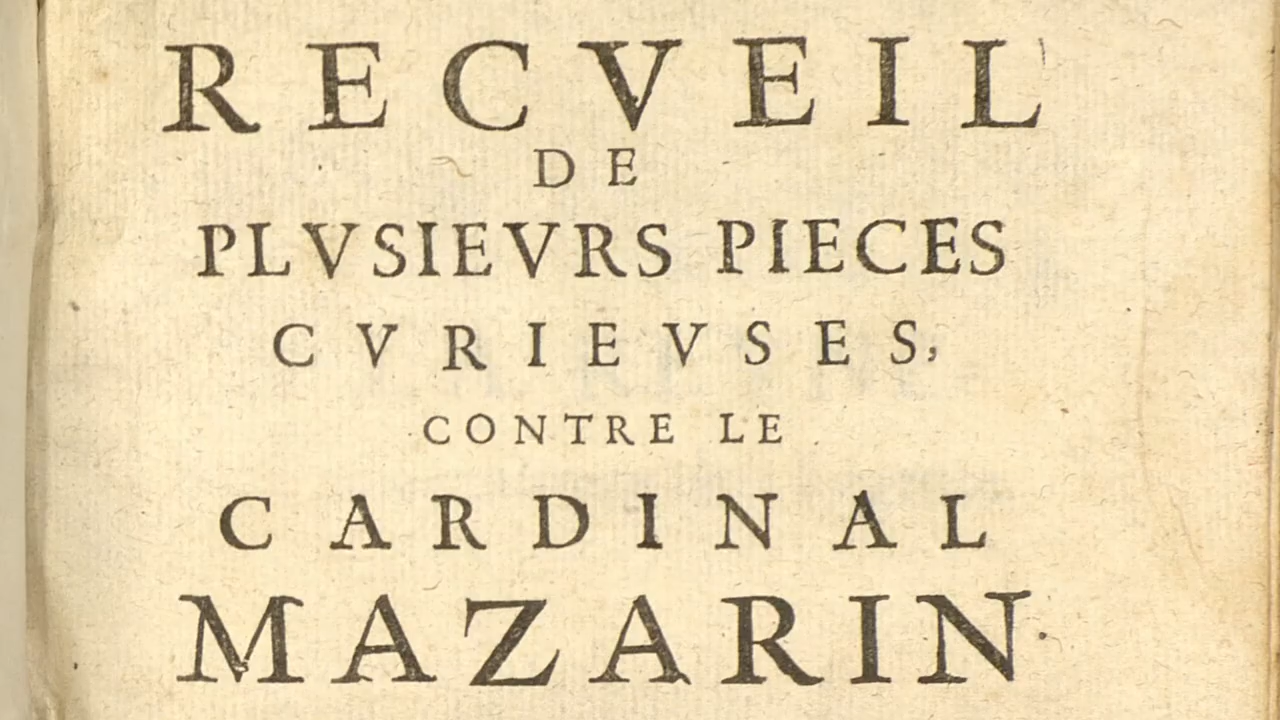 RECVEIL
DE
PLVSIEVRS PIECES
CVRIEVSES,
CONTRE LE
CARDINAL
MAZARIN.